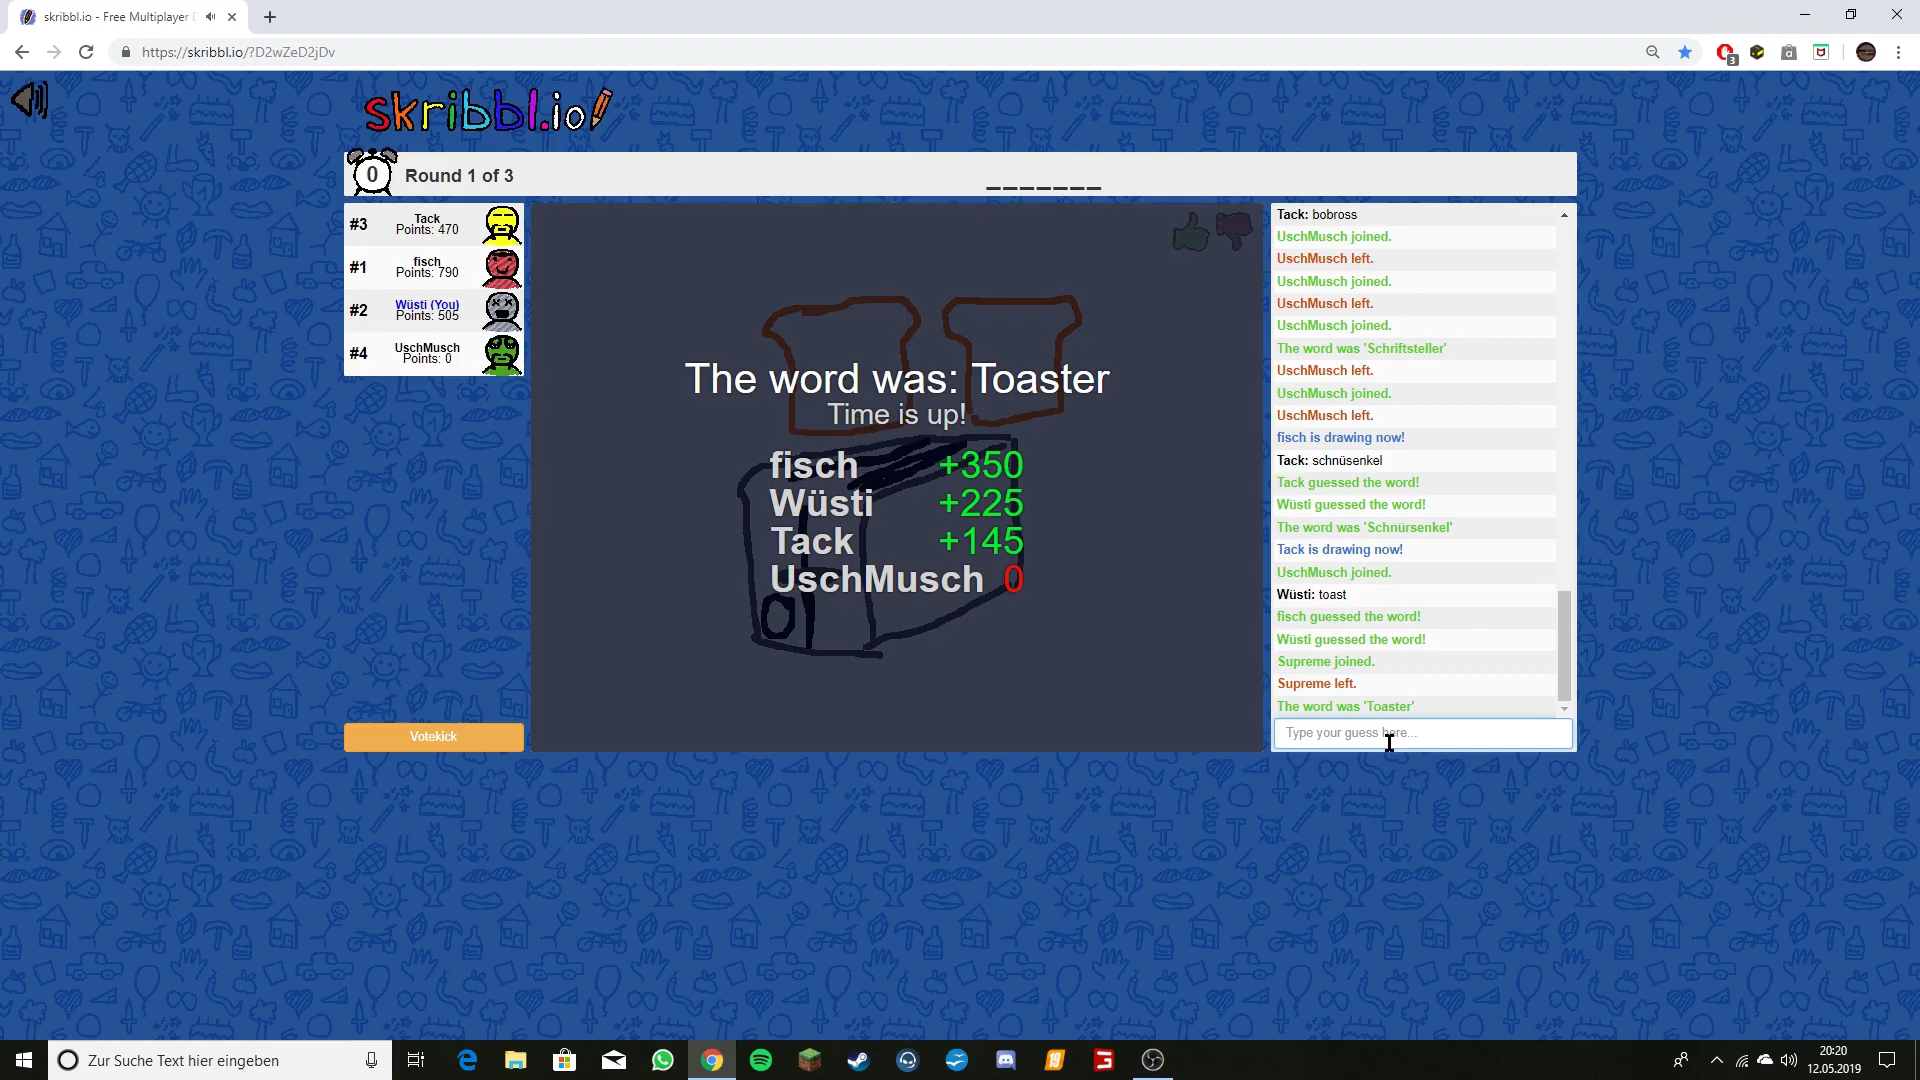 skribbl.io - Free Multiplayer D
https://skribbl.io/?D2wZeD2jDv
3
skribbl.io
0
Round 1 of 3
_______
#3
Tack
Points: 470
#1
fisch
Points: 790
#2
Wüsti (You)
Points: 505
#4
UschMusch
Points: 0
Votekick
The word was: Toaster
Time is up!
fisch +350
Wüsti +225
Tack +145
UschMusch 0
Tack: bobross
UschMusch joined.
UschMusch left.
UschMusch joined.
UschMusch left.
UschMusch joined.
The word was 'Schriftsteller'
UschMusch left.
UschMusch joined.
UschMusch left.
fisch is drawing now!
Tack: schnüsenkel
Tack guessed the word!
Wüsti guessed the word!
The word was 'Schnürsenkel'
Tack is drawing now!
UschMusch joined.
Wüsti: toast
fisch guessed the word!
Wüsti guessed the word!
Supreme joined.
Supreme left.
The word was 'Toaster'
Type your guess here...
Zur Suche Text hier eingeben
19
20:20
12.05.2019